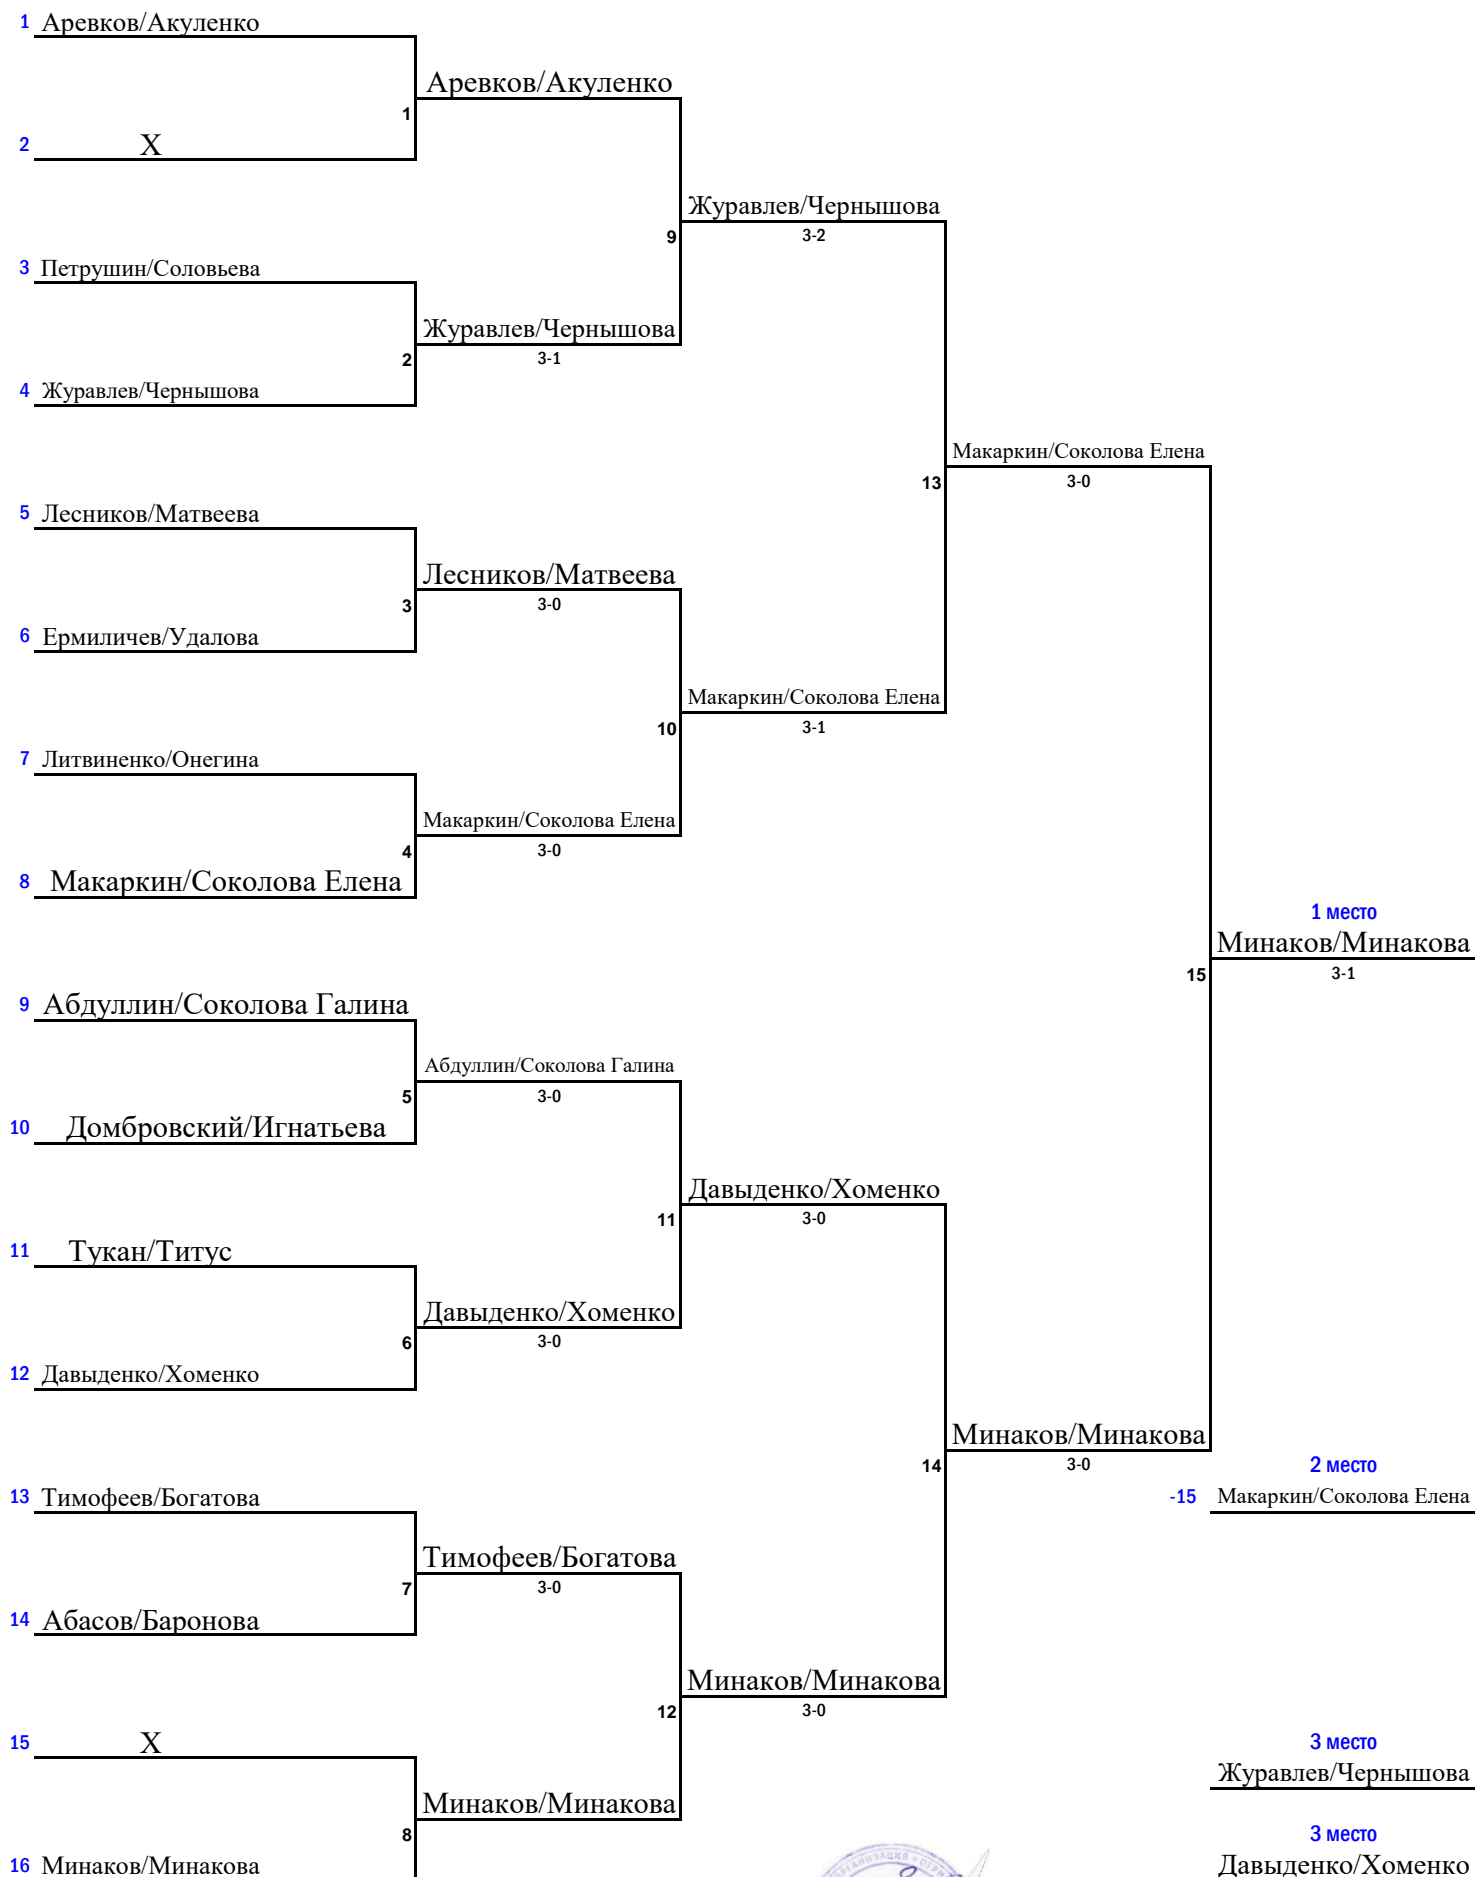 1 Аревков/Акуленко
Аревков/Акуленко
1
2 X
Журавлев/Чернышова
9 3-2
3 Петрушин/Соловьева
Журавлев/Чернышова
2 3-1
4 Журавлев/Чернышова
Макаркин/Соколова Елена
13 3-0
5 Лесников/Матвеева
Лесников/Матвеева
3 3-0
6 Ермиличев/Удалова
Макаркин/Соколова Елена
10 3-1
7 Литвиненко/Онегина
Макаркин/Соколова Елена
4 3-0
8 Макаркин/Соколова Елена
1 место
Минаков/Минакова
15 3-1
9 Абдуллин/Соколова Галина
Абдуллин/Соколова Галина
5 3-0
10 Домбровский/Игнатьева
Давыденко/Хоменко
11 3-0
11 Тукан/Титус
Давыденко/Хоменко
6 3-0
12 Давыденко/Хоменко
Минаков/Минакова
14 3-0
2 место
13 Тимофеев/Богатова
-15 Макаркин/Соколова Елена
Тимофеев/Богатова
7 3-0
14 Абасов/Баронова
Минаков/Минакова
12 3-0
15 X
3 место
Журавлев/Чернышова
Минаков/Минакова
8
3 место
16 Минаков/Минакова
Давыденко/Хоменко